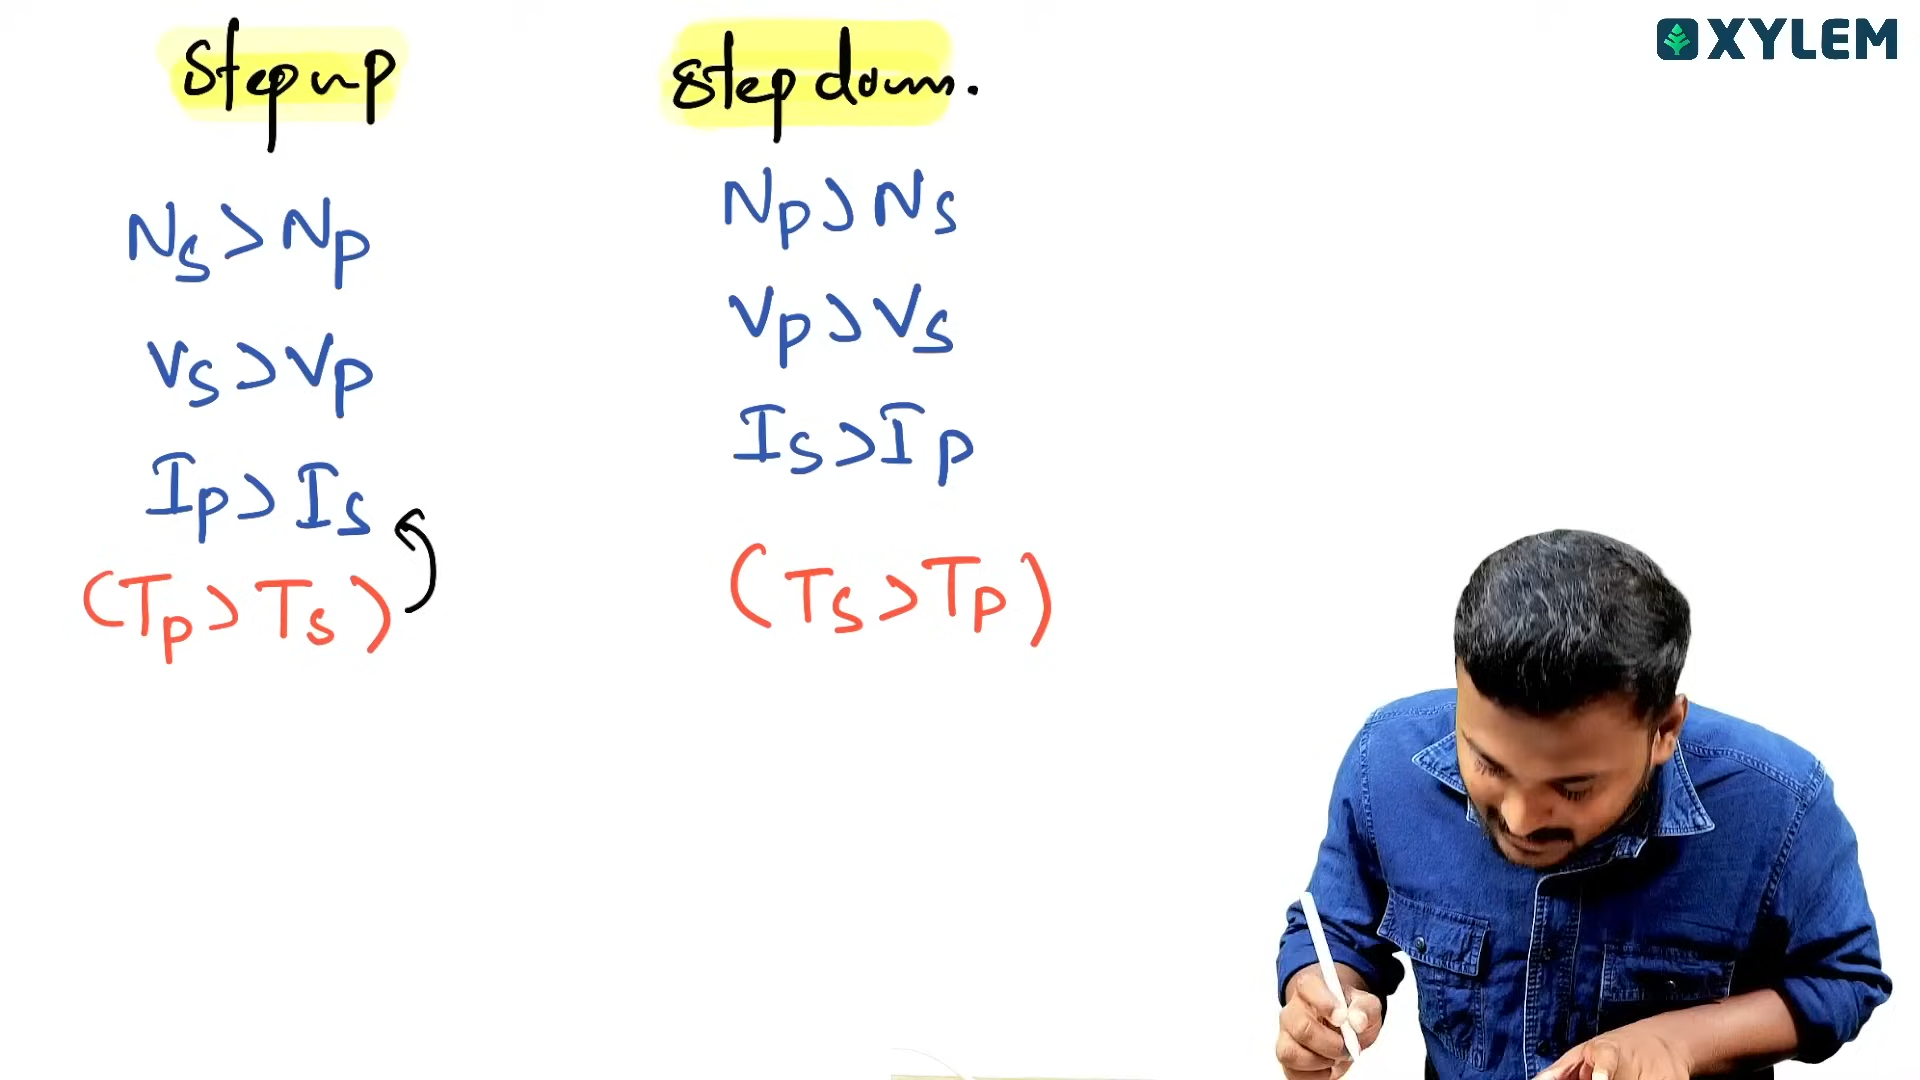 XYLEM
Step up
Ns > Np
Vs > Vp
Ip > Is
(Tp > Ts)
Step down.
Np > Ns
Vp > Vs
Is > Ip
(Ts > Tp)